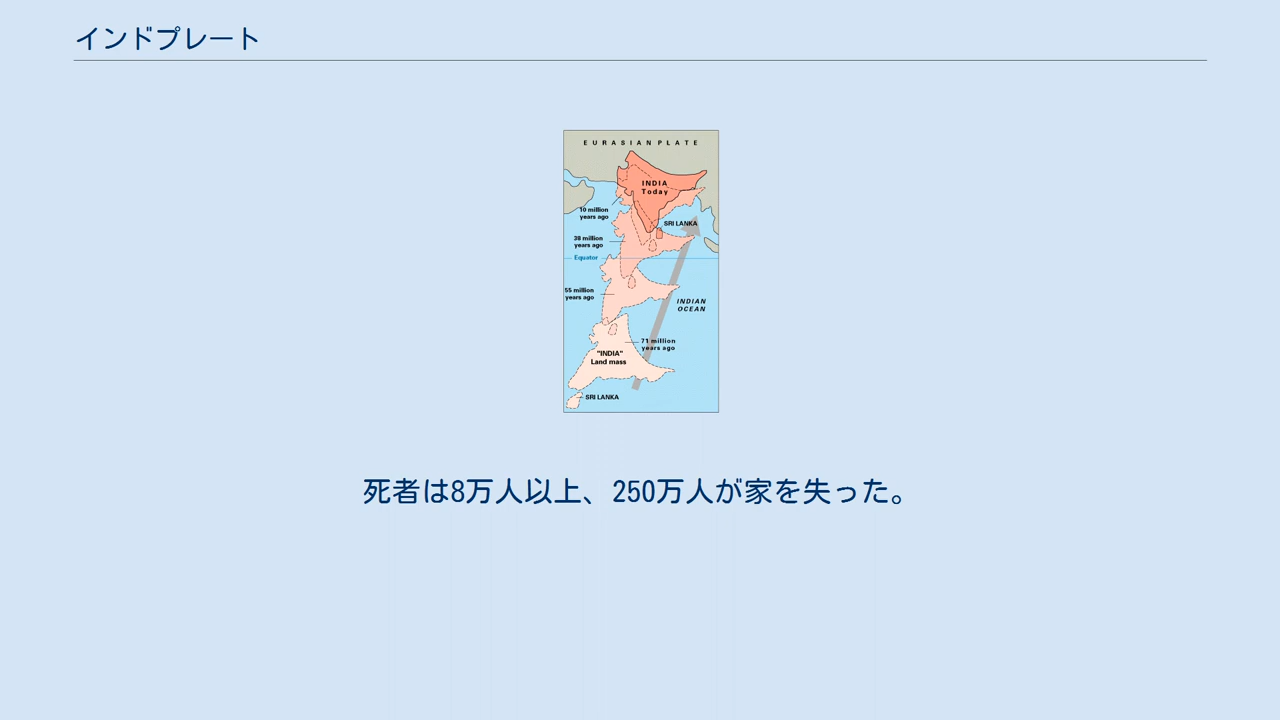 インドプレート
EURASIAN PLATE
INDIA
Today
10 million
years ago
SRI LANKA
38 million
years ago
Equator
55 million
years ago
INDIAN
OCEAN
71 million
years ago
"INDIA"
Land mass
SRI LANKA
死者は8万人以上、250万人が家を失った。